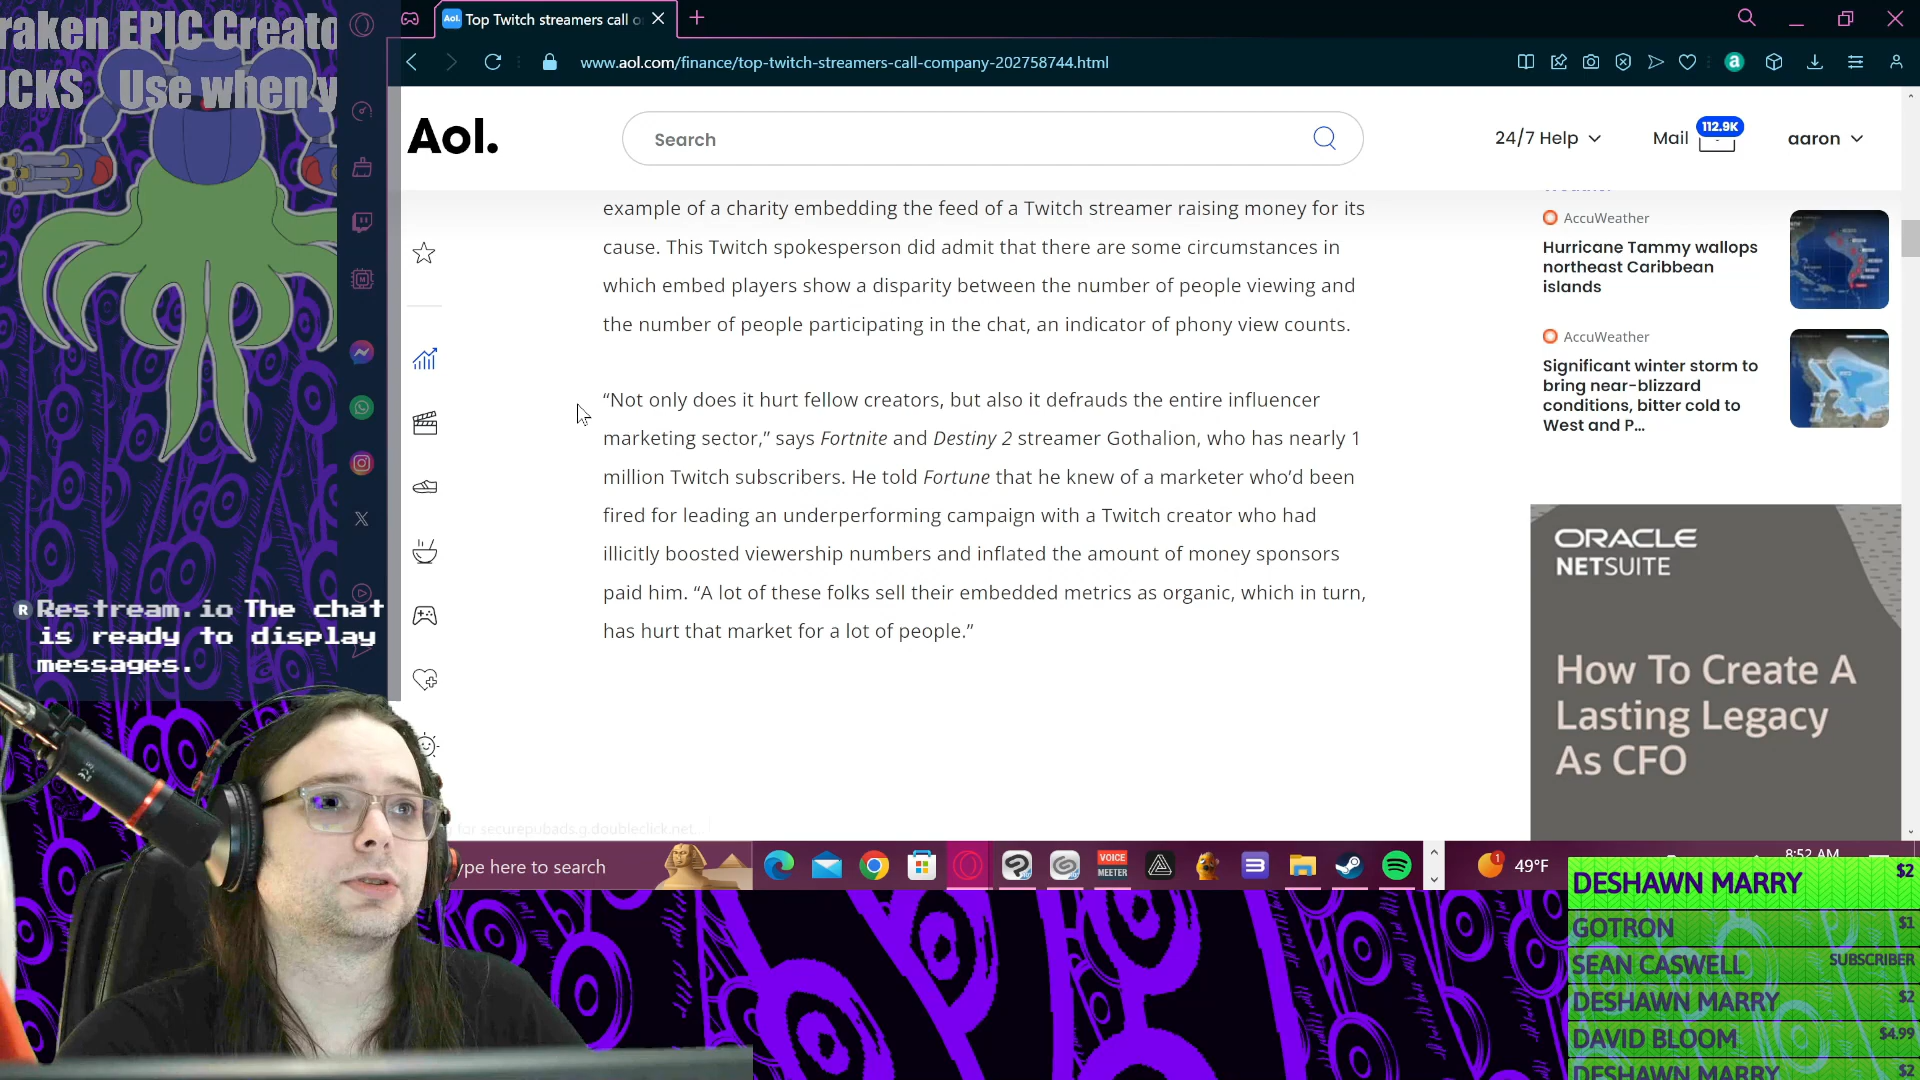 raken EPIC Creato
UCKS Use when y
Restream.io The chat
is ready to display
messages.
Aol. Top Twitch streamers call o
www.aol.com/finance/top-twitch-streamers-call-company-202758744.html
Aol.
Search
24/7 Help
Mail
112.9K
aaron
example of a charity embedding the feed of a Twitch streamer raising money for its
cause. This Twitch spokesperson did admit that there are some circumstances in
which embed players show a disparity between the number of people viewing and
the number of people participating in the chat, an indicator of phony view counts.
“Not only does it hurt fellow creators, but also it defrauds the entire influencer
marketing sector,” says Fortnite and Destiny 2 streamer Gothalion, who has nearly 1
million Twitch subscribers. He told Fortune that he knew of a marketer who’d been
fired for leading an underperforming campaign with a Twitch creator who had
illicitly boosted viewership numbers and inflated the amount of money sponsors
paid him. “A lot of these folks sell their embedded metrics as organic, which in turn,
has hurt that market for a lot of people.”
AccuWeather
Hurricane Tammy wallops
northeast Caribbean
islands
AccuWeather
Significant winter storm to
bring near-blizzard
conditions, bitter cold to
West and P...
ORACLE
NETSUITE
How To Create A
Lasting Legacy
As CFO
for securepubads.g.doubleclick.net...
ype here to search
VOICE
MEETER
1
49°F
8:52 AM
DESHAWN MARRY $2
GOTRON $1
SEAN CASWELL SUBSCRIBER
DESHAWN MARRY $2
DAVID BLOOM $4.99
DESHAWN MARRY $2